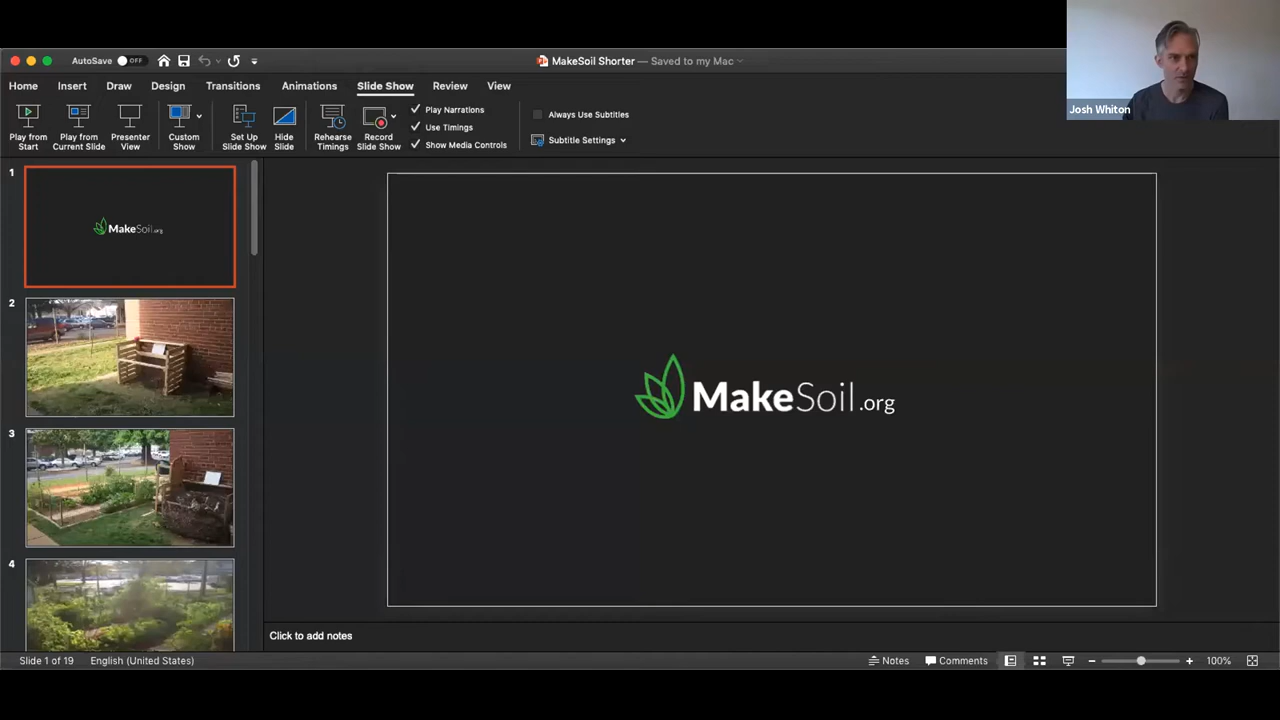 AutoSave OFF
MakeSoil Shorter — Saved to my Mac
Josh Whiton
Home Insert Draw Design Transitions Animations Slide Show Review View
Play from Start
Play from Current Slide
Presenter View
Custom Show
Set Up Slide Show
Hide Slide
Rehearse Timings
Record Slide Show
Play Narrations
Use Timings
Show Media Controls
Always Use Subtitles
Subtitle Settings
1
MakeSoil.org
2
3
4
MakeSoil.org
Click to add notes
Slide 1 of 19 English (United States) Notes Comments 100%